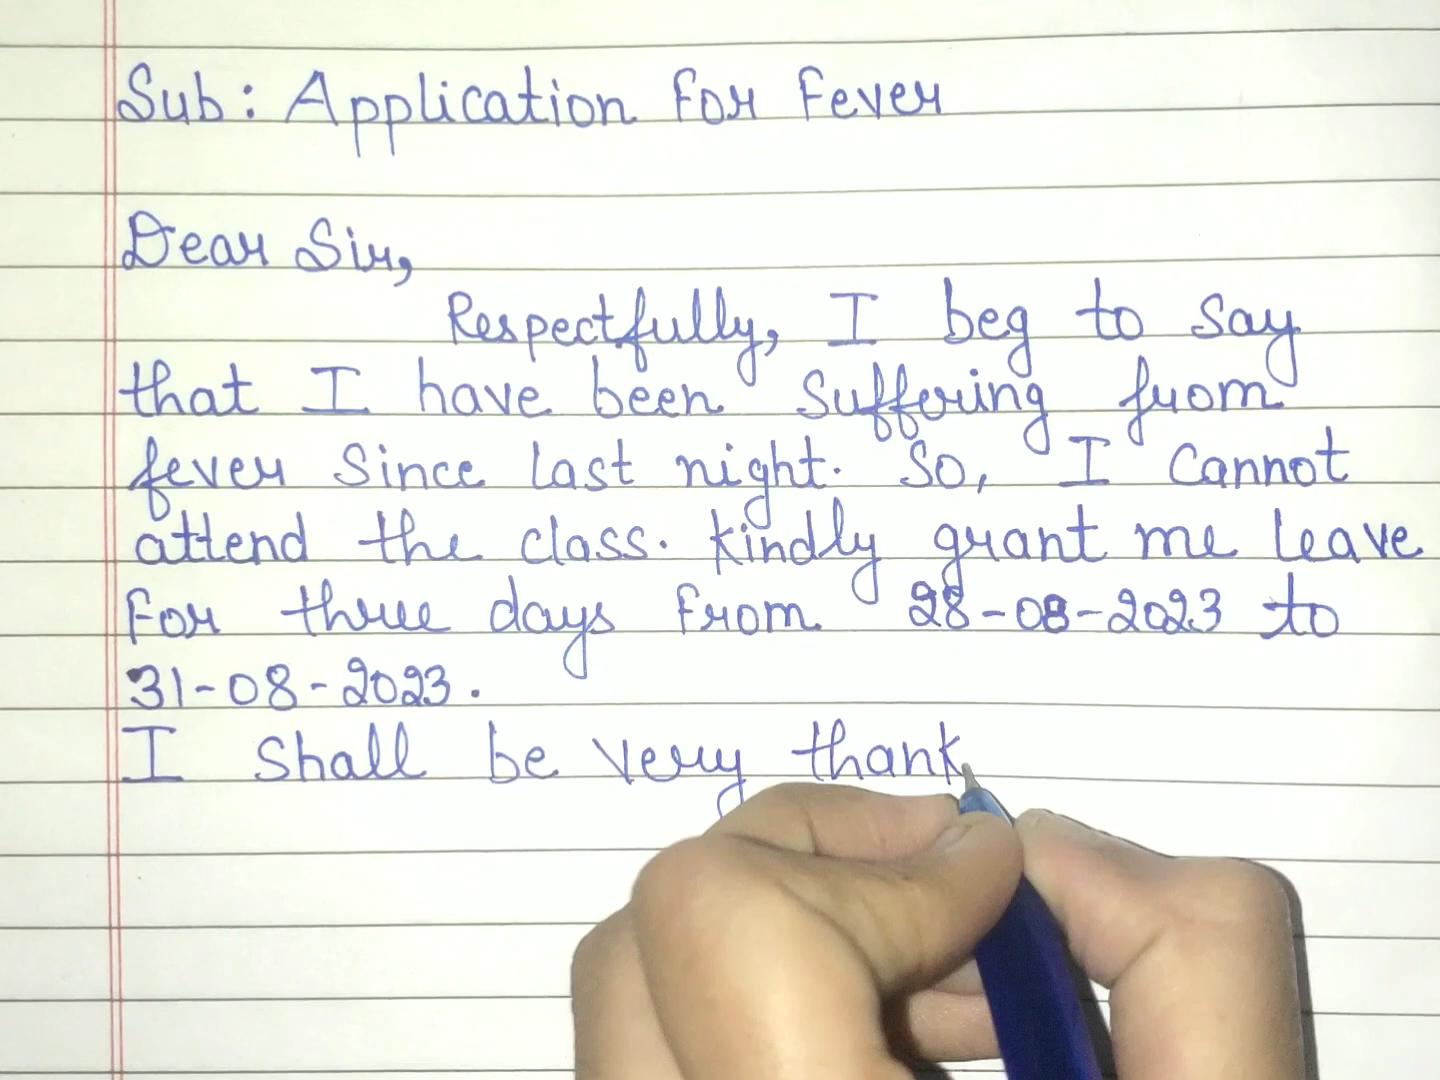 Sub: Application For Fever
Dear Sir,
Respectfully, I beg to say
that I have been suffering from
fever since last night. So, I cannot
attend the class. Kindly grant me leave
For three days From 28-08-2023 to
31-08-2023.
I shall be very thank